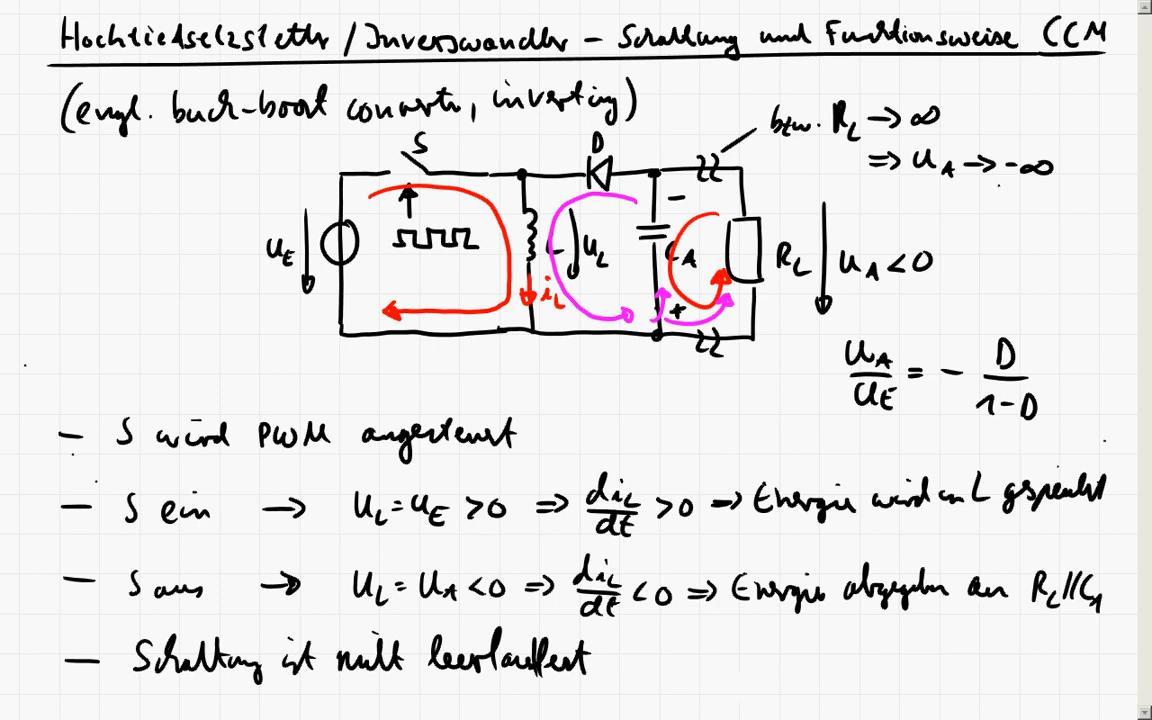 Hochtiefsetzsteller / Inverswandler – Schaltung und Funktionsweise CCM
(engl. buck-boost converter, inverting)
bzw. R_L → ∞
⇒ U_A → -∞
S
D
U_E
L
U_L
i_L
C_A
−
+
R_L
U_A < 0
U_A/U_E = − D/(1-D)
– S wird PWM angesteuert
– S ein → U_L = U_E > 0 ⇒ di_L/dt > 0 ⇒ Energie wird in L gespeichert
– S aus → U_L = U_A < 0 ⇒ di_L/dt < 0 ⇒ Energie abgegeben an R_L//C_A
– Schaltung ist nicht leerlauffest